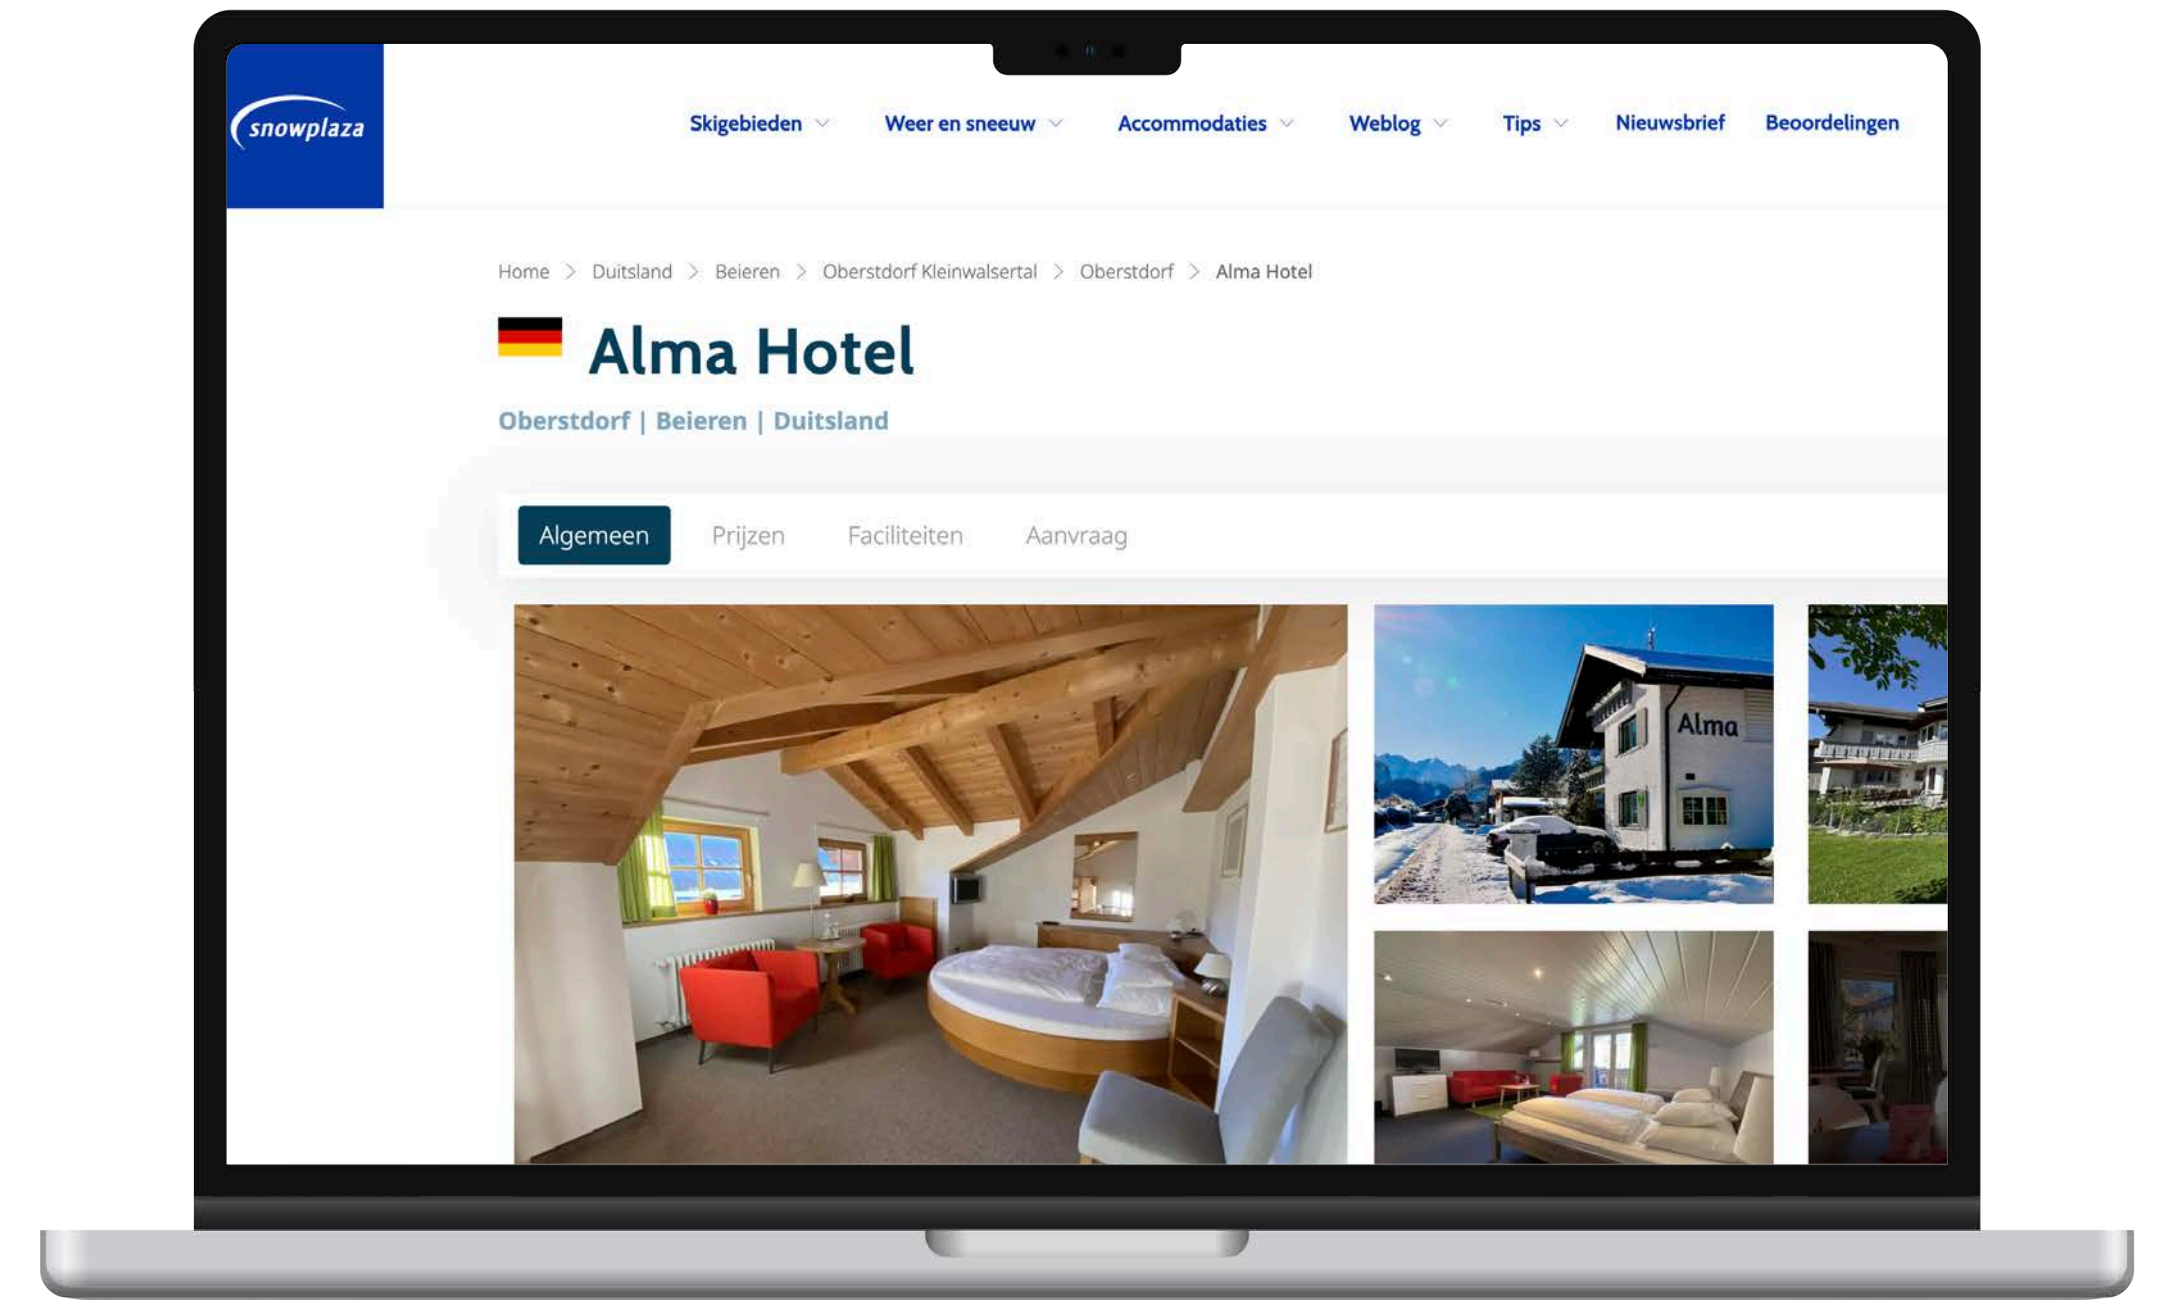 snowplaza
Skigebieden Weer en sneeuw Accommodaties Weblog Tips Nieuwsbrief Beoordelingen
Home > Duitsland > Beieren > Oberstdorf Kleinwalsertal > Oberstdorf > Alma Hotel
Alma Hotel
Oberstdorf | Beieren | Duitsland
Algemeen Prijzen Faciliteiten Aanvraag
Alma